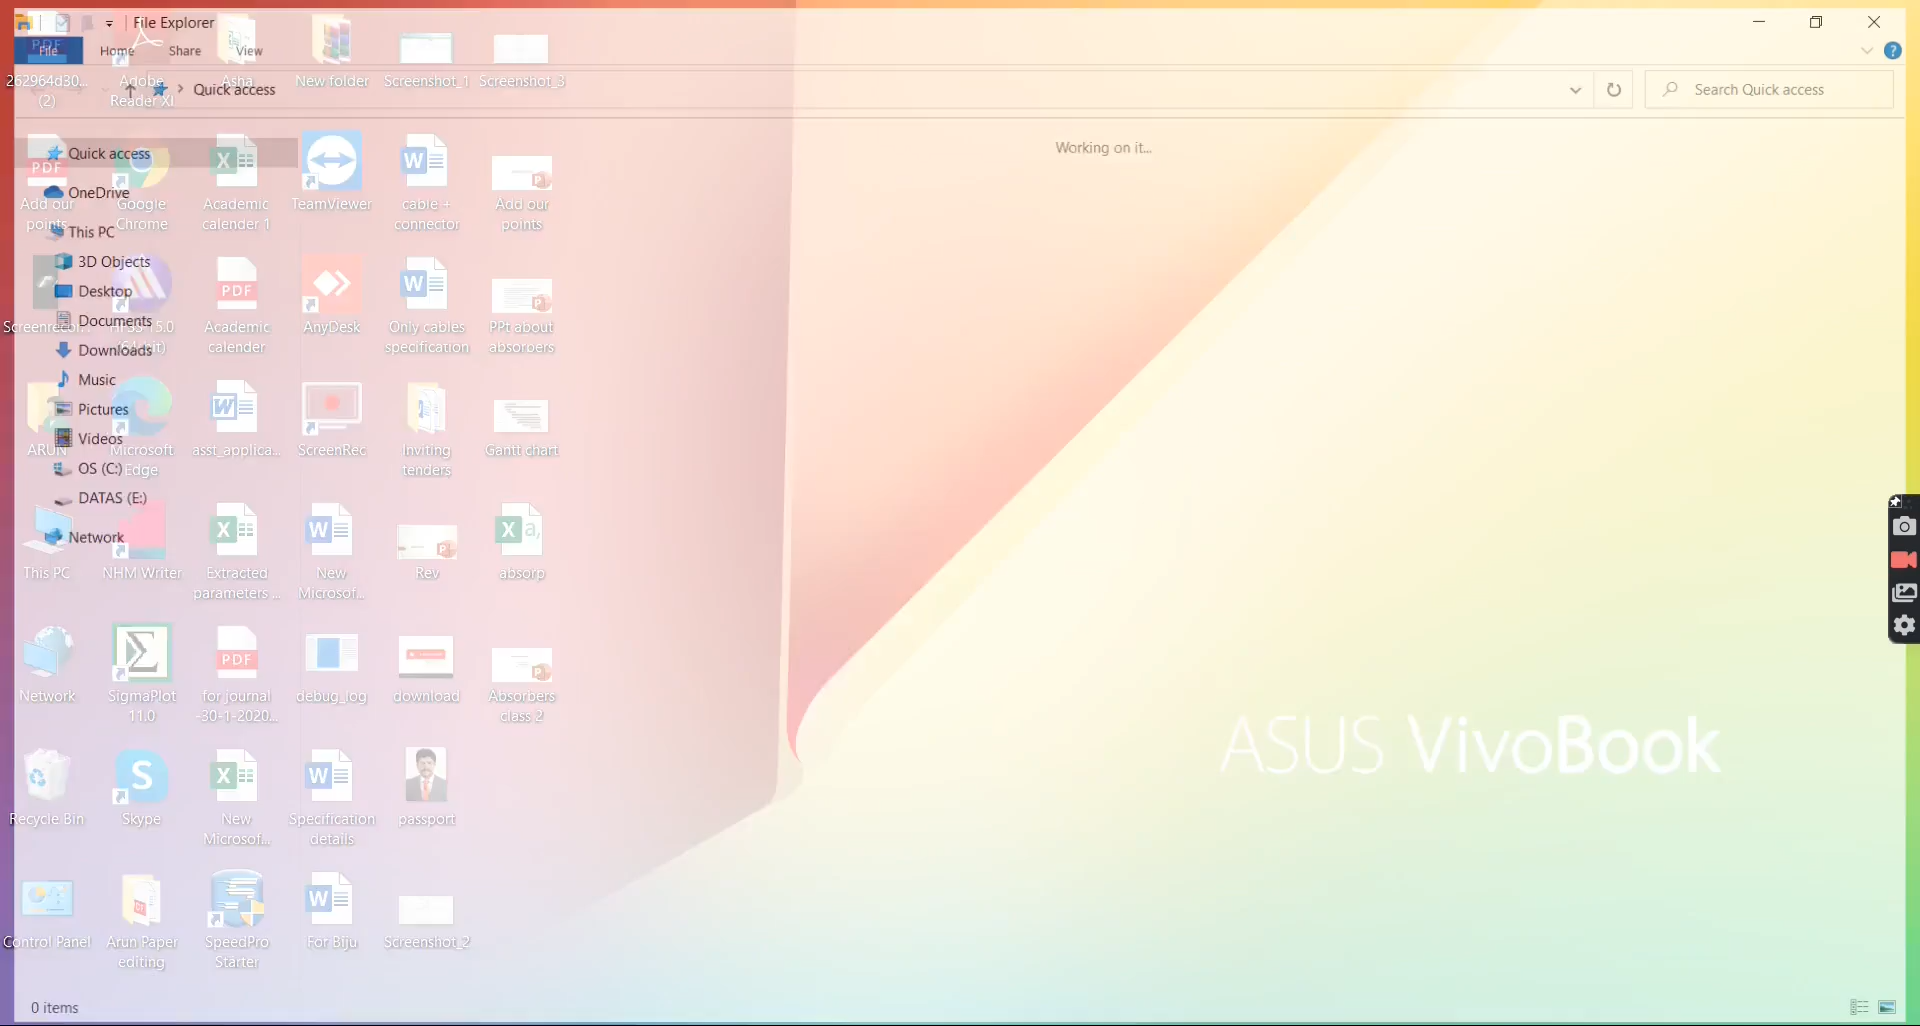 File Explorer
File
Home
Share
View
Quick access
Search Quick access
Working on it...
Quick access
OneDrive
This PC
3D Objects
Desktop
Documents
Downloads
Music
Pictures
Videos
OS (C:)
DATAS (E:)
Network
262964d30...
(2)
Adobe
Reader XI
Asha
New folder
Screenshot_1
Screenshot_3
PDF
Add our
points
Google
Chrome
Academic
calender 1
TeamViewer
cable +
connector
Add our
points
PDF
Academic
calender
AnyDesk
Only cables
specification
PPt about
absorbers
ARUN
Microsoft
Edge
asst_applica...
ScreenRec
Inviting
tenders
Gantt chart
This PC
NHM Writer
Extracted
parameters ...
New
Microsof...
Rev
absorp
Network
SigmaPlot
11.0
PDF
for journal
-30-1-2020...
debug_log
download
Absorbers
class 2
Recycle Bin
Skype
New
Microsof...
Specification
details
passport
Control Panel
Arun Paper
editing
SpeedPro
Starter
For Biju
Screenshot_2
ASUS VivoBook
0 items